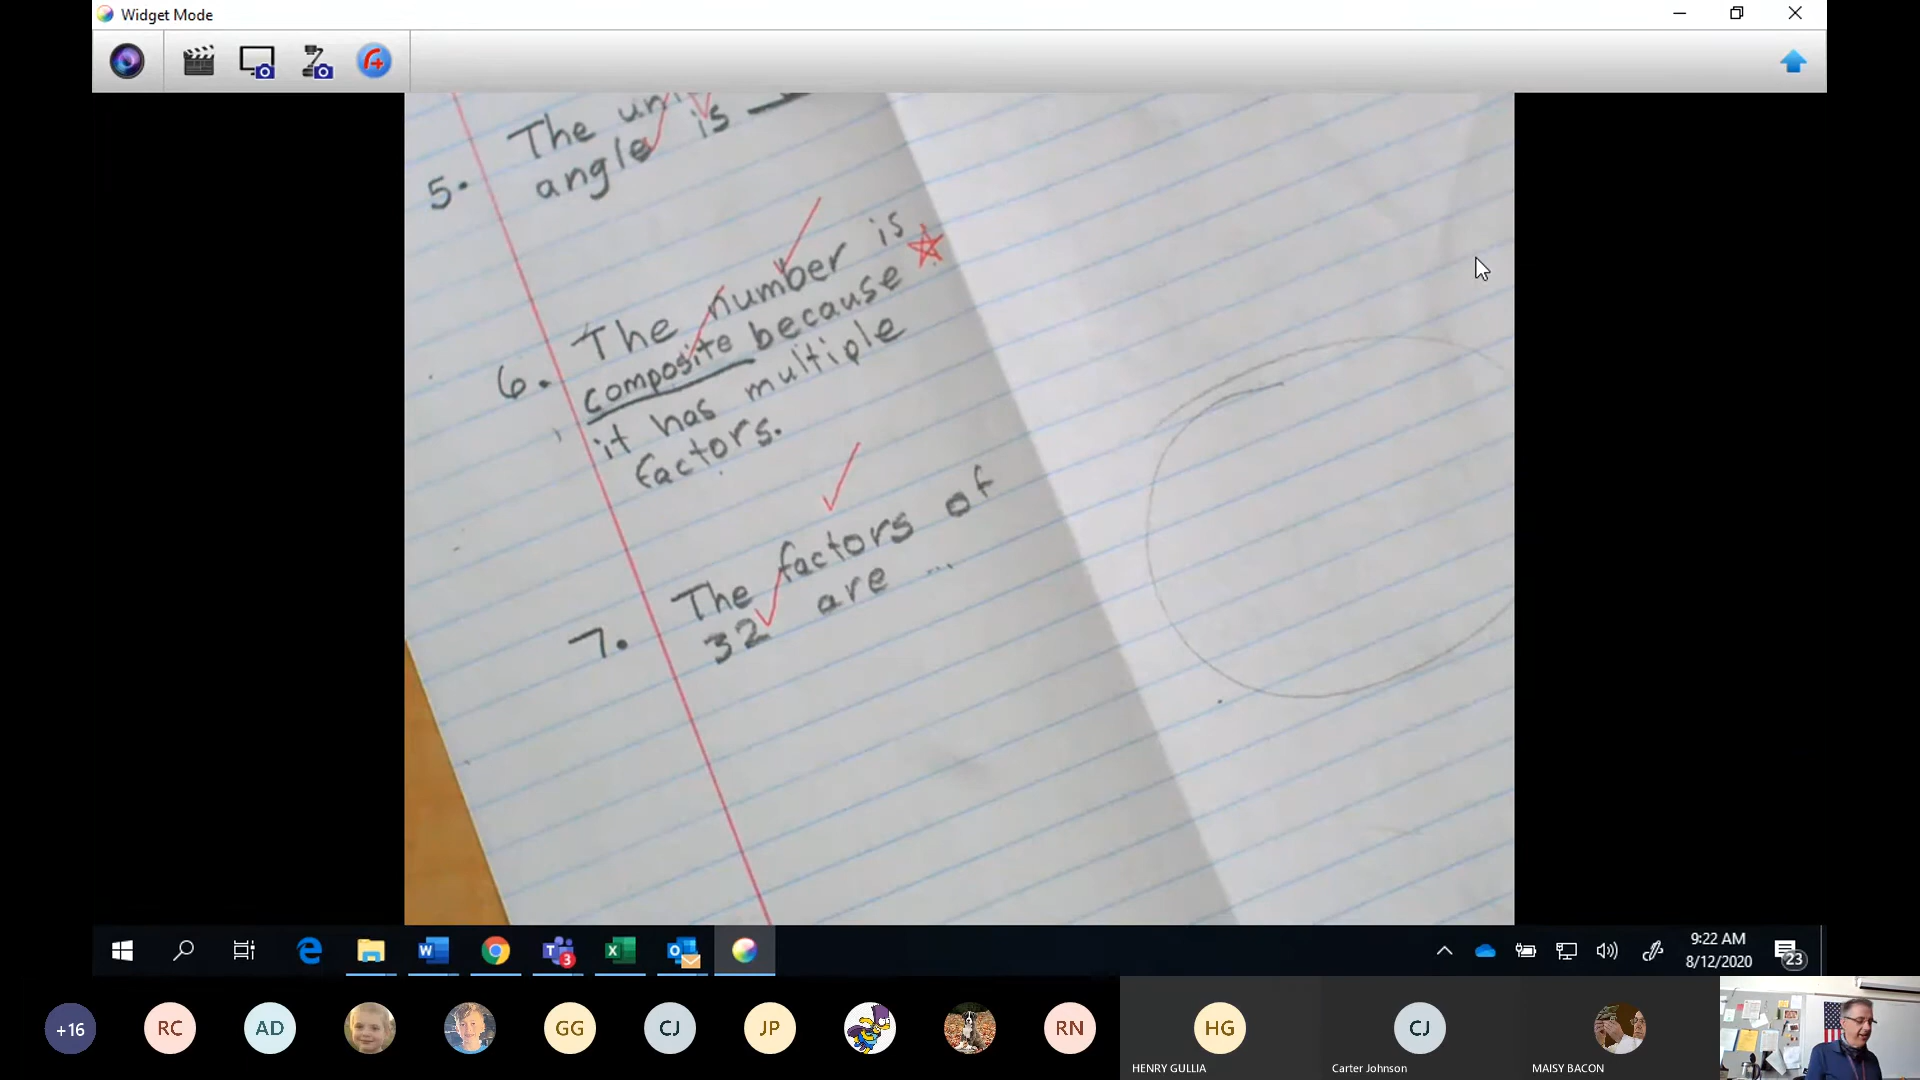 Widget Mode
The
5. angle is
The number is
6. composite because
it has multiple
factors.
The factors of
7. 32 are ...
3
9:22 AM
8/12/2020
23
+16
RC
AD
GG
CJ
JP
RN
HG
CJ
HENRY GULLIA
Carter Johnson
MAISY BACON